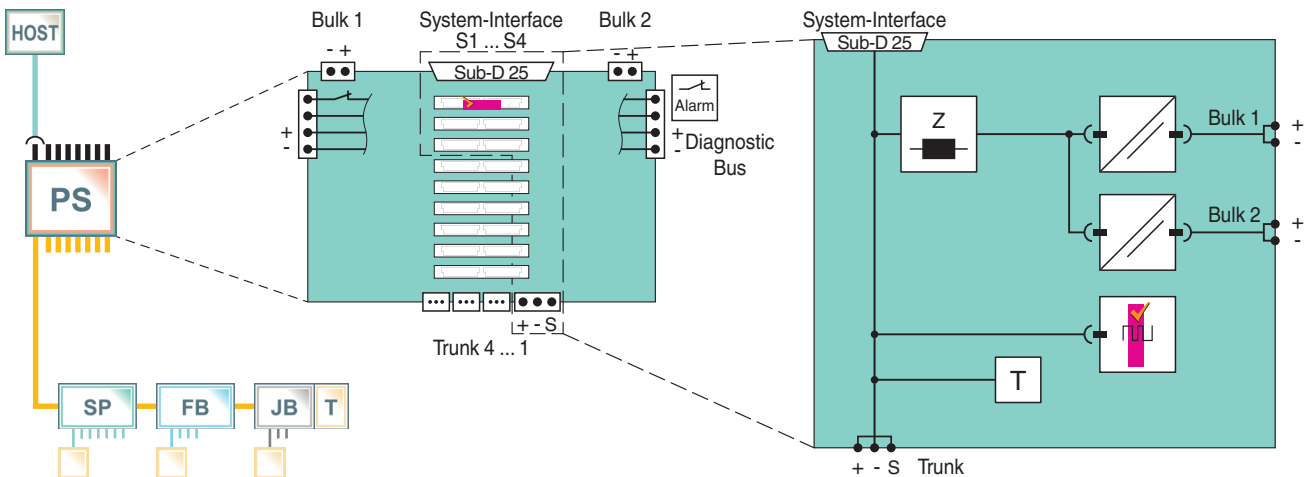 HOST
PS
SP
FB
JB
T
Bulk 1
- +
System-Interface
S1 ... S4
Sub-D 25
Bulk 2
- +
Alarm
+
-
+
-
Diagnostic
Bus
+ - S
Trunk 4 ... 1
System-Interface
Sub-D 25
Z
Bulk 1
+
-
Bulk 2
+
-
T
+ - S Trunk